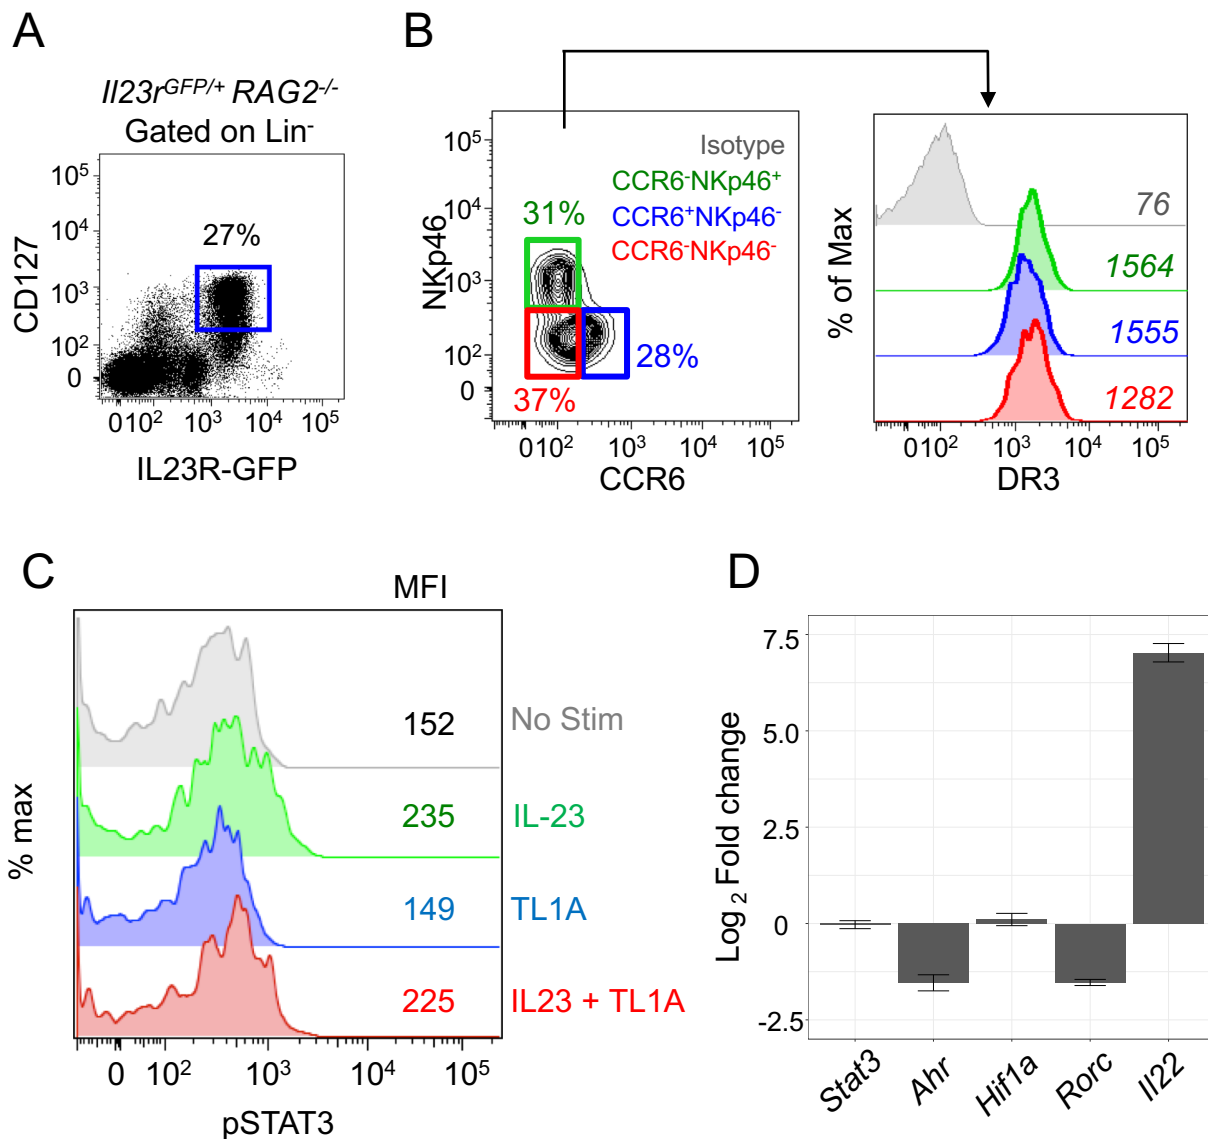 A
Il23r^GFP/+ RAG2^-/-
Gated on Lin^-
27%
CD127
10^5
10^4
10^3
10^2
0
0 10^2 10^3 10^4 10^5
IL23R-GFP
B
NKp46
10^5
10^4
10^3
10^2
0
Isotype
CCR6^-NKp46^+
CCR6^+NKp46^-
CCR6^-NKp46^-
31%
28%
37%
0 10^2 10^3 10^4 10^5
CCR6
% of Max
76
1564
1555
1282
0 10^2 10^3 10^4 10^5
DR3
C
MFI
% max
152 No Stim
235 IL-23
149 TL1A
225 IL23 + TL1A
0 10^2 10^3 10^4 10^5
pSTAT3
D
Log_2 Fold change
7.5
5.0
2.5
0
-2.5
Stat3 Ahr Hif1a Rorc Il22